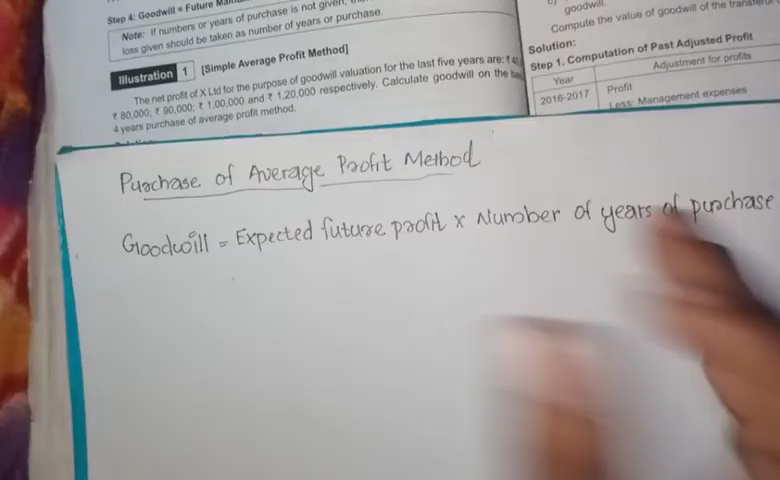 Step 4: Goodwill = Future
Note: If numbers or years of purchase is not given,
loss given should be taken as number of years or purchase.
Illustration 1 [Simple Average Profit Method]
The net profit of X Ltd for the purpose of goodwill valuation for the last five years are: ₹
₹ 80,000; ₹ 90,000; ₹ 1,00,000 and ₹ 1,20,000 respectively. Calculate goodwill on the
4 years purchase of average profit method.
goodwill.
Compute the value of goodwill of the
Solution:
Step 1. Computation of Past Adjusted Profit
Year Adjustment for profits
2016-2017 Profit
Less: Management expenses
Purchase of Average Profit Method
Goodwill = Expected future profit x Number of years of purchase